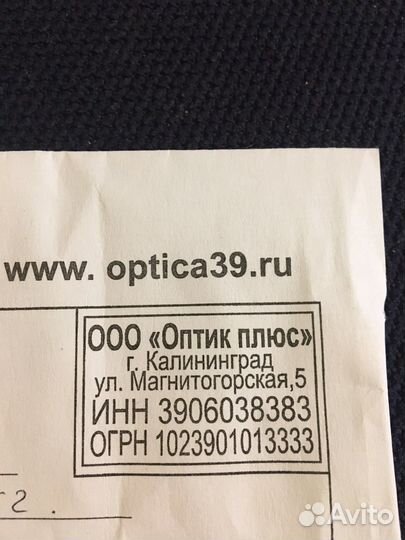 www. optica39.ru
ООО «Оптик плюс»
г. Калининград
ул. Магнитогорская,5
ИНН 3906038383
ОГРН 1023901013333
г.
Avito